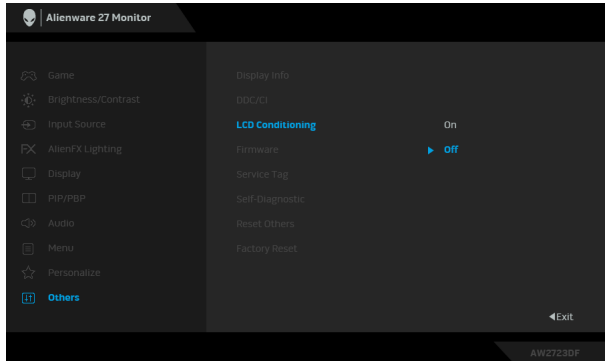 Alienware 27 Monitor
Game
Display Info
Brightness/Contrast
DDC/CI
Input Source
LCD Conditioning
On
FX
AlienFX Lighting
Firmware
Off
Display
Service Tag
PIP/PBP
Self-Diagnostic
Audio
Reset Others
Menu
Factory Reset
Personalize
Others
Exit
AW2723DF